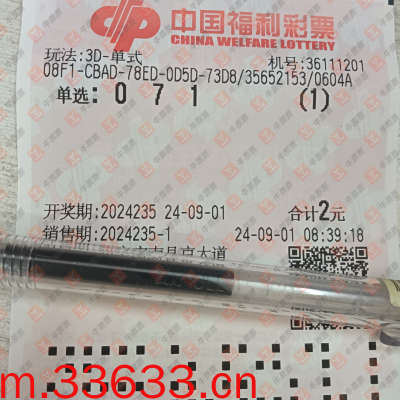 中国福利彩票
CHINA WELFARE LOTTERY
玩法:3D-单式
机号:36111201
08F1-CBAD-78ED-0D5D-73D8/35652153/0604A
单选: 0 7 1 (1)
开奖期:2024235 24-09-01 合计2元
销售期:2024235-1 24-09-01 08:39:18
大道
m.33633.cn